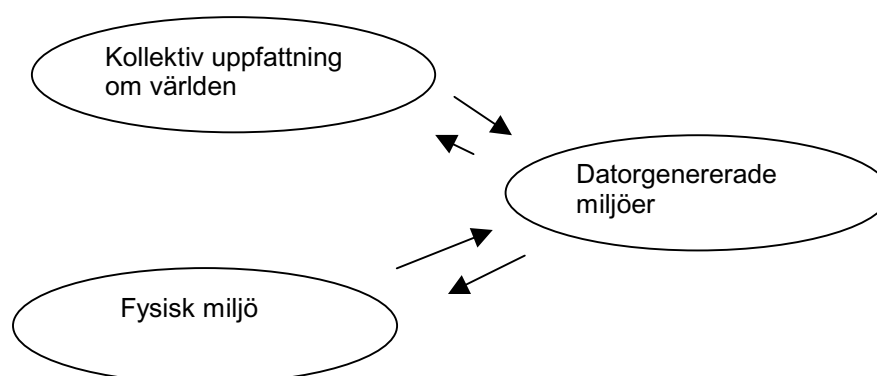 Kollektiv uppfattning
om världen
Datorgenererade
miljöer
Fysisk miljö